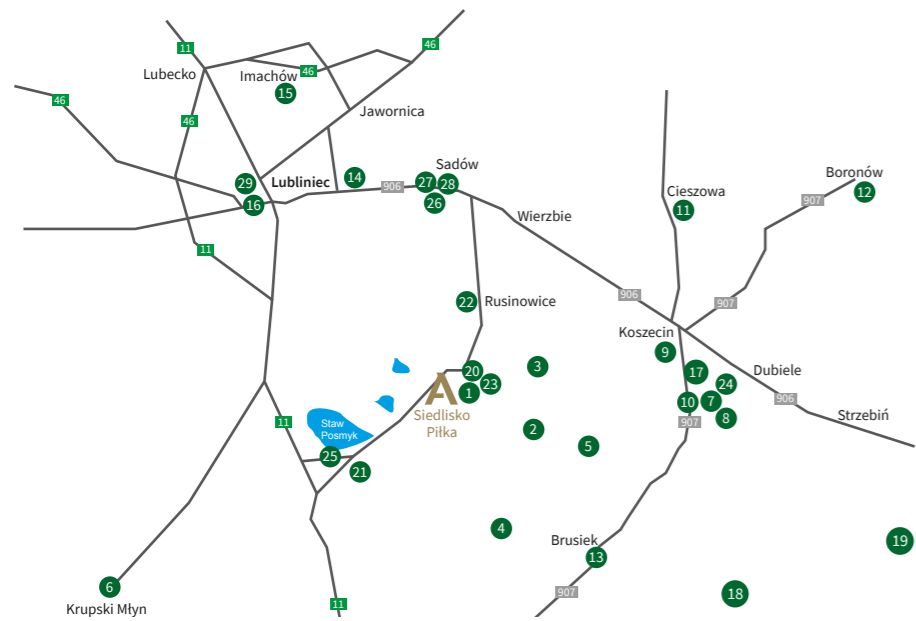 11
46
Lubecko
Imachów
46
15
46
Jawornica
46
Sadów
29
Lubliniec
14
906
27
28
26
16
Cieszowa
11
Boronów
12
907
Wierzbie
11
906
907
22
Rusinowice
Koszecin
9
20
3
17
Dubiele
23
1
24
10
7
906
Siedlisko
Piłka
8
Strzebiń
907
11
Staw
Posmyk
2
5
25
21
4
Brusiek
13
19
6
Krupski Młyn
907
18
11